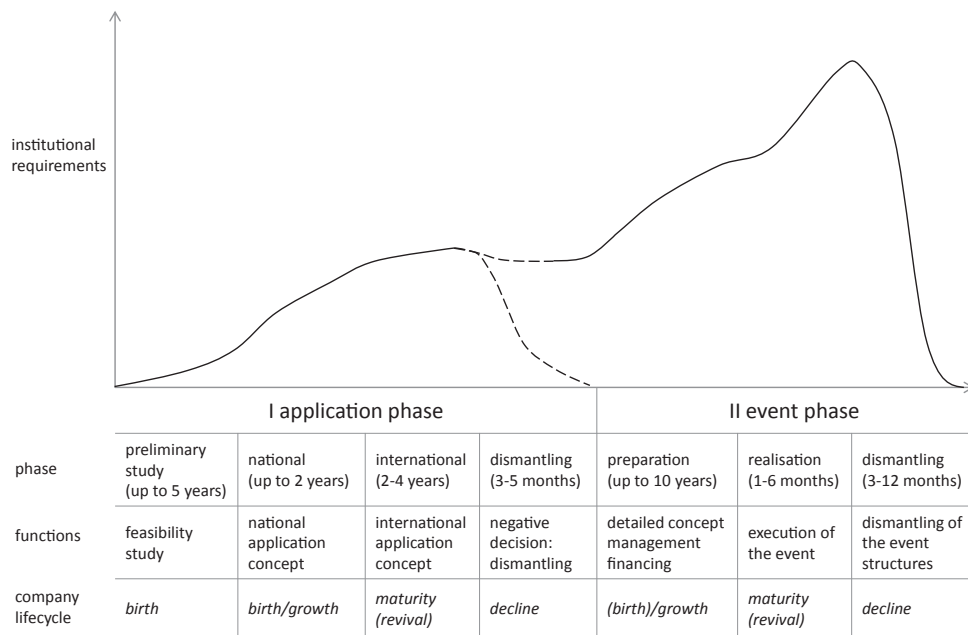 institutional
requirements
I application phase
II event phase
phase
preliminary
study
(up to 5 years)
national
(up to 2 years)
international
(2-4 years)
dismantling
(3-5 months)
preparation
(up to 10 years)
realisation
(1-6 months)
dismantling
(3-12 months)
functions
feasibility
study
national
application
concept
international
application
concept
negative
decision:
dismantling
detailed concept
management
financing
execution of
the event
dismantling of
the event
structures
company
lifecycle
birth
birth/growth
maturity
(revival)
decline
(birth)/growth
maturity
(revival)
decline